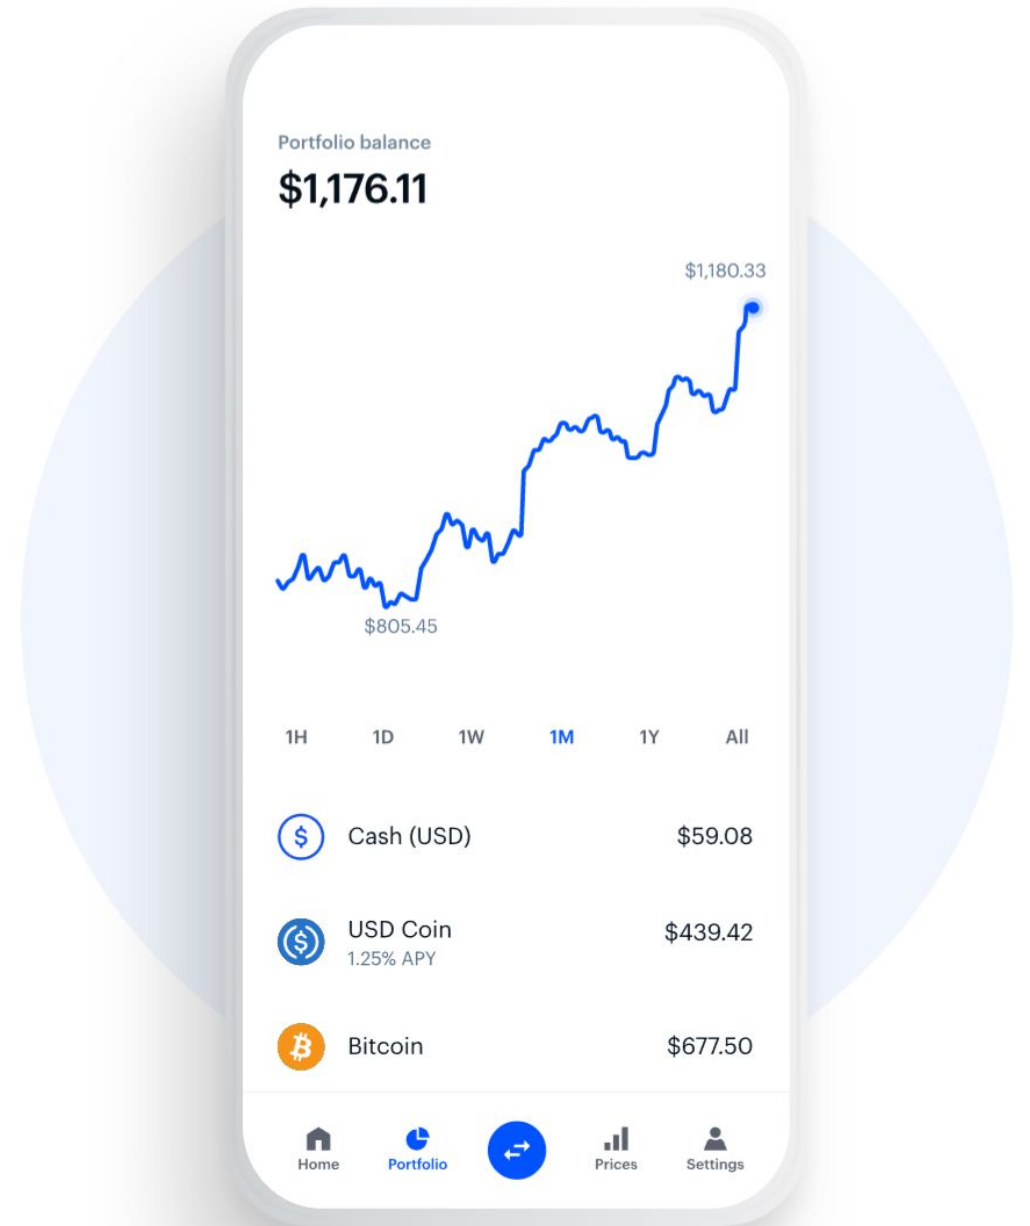 Portfolio balance
$1,176.11
$1,180.33
$805.45
1H 1D 1W 1M 1Y All
$ Cash (USD) $59.08
USD Coin $439.42
1.25% APY
Bitcoin $677.50
Home Portfolio Prices Settings